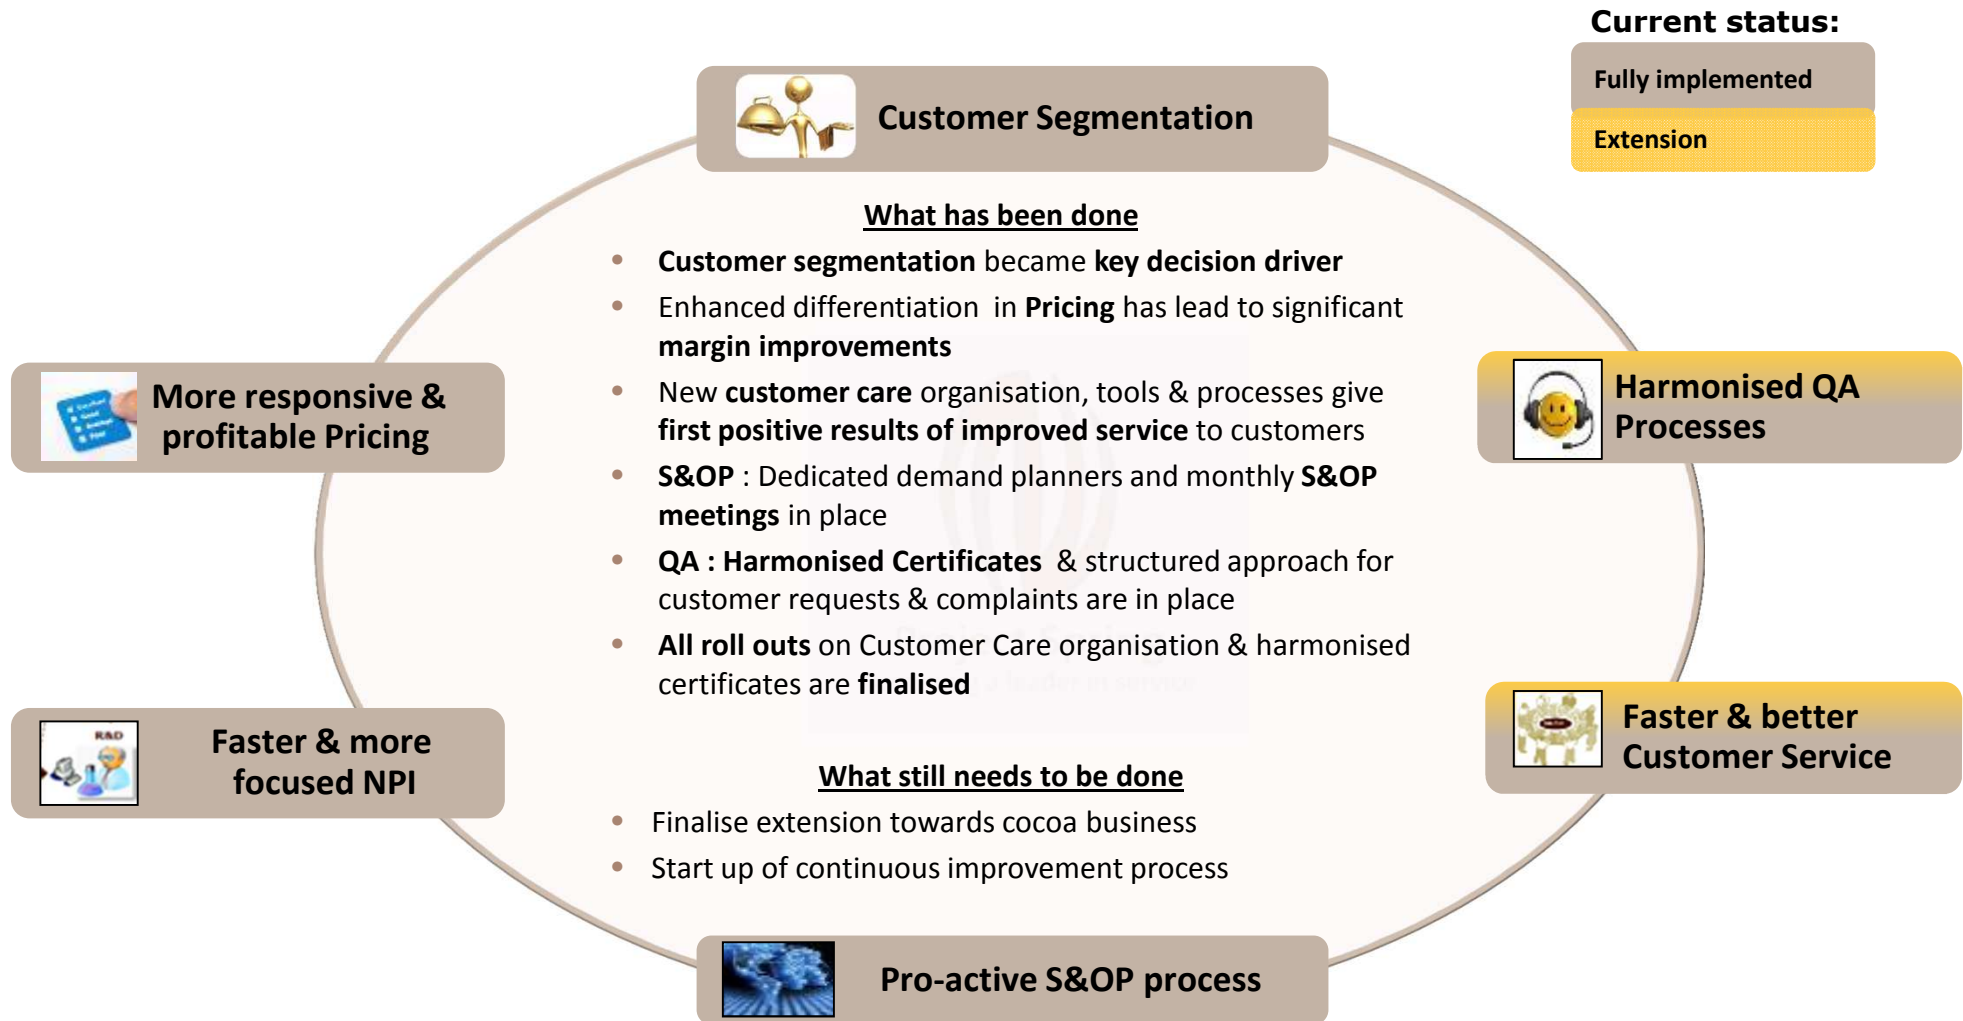 Current status:
Fully implemented
Extension
Customer Segmentation
What has been done
• Customer segmentation became key decision driver
• Enhanced differentiation in Pricing has lead to significant
margin improvements
• New customer care organisation, tools & processes give
first positive results of improved service to customers
• S&OP : Dedicated demand planners and monthly S&OP
meetings in place
• QA : Harmonised Certificates & structured approach for
customer requests & complaints are in place
• All roll outs on Customer Care organisation & harmonised
certificates are finalised
What still needs to be done
• Finalise extension towards cocoa business
• Start up of continuous improvement process
More responsive &
profitable Pricing
Harmonised QA
Processes
R&D
Faster & more
focused NPI
Faster & better
Customer Service
Pro-active S&OP process